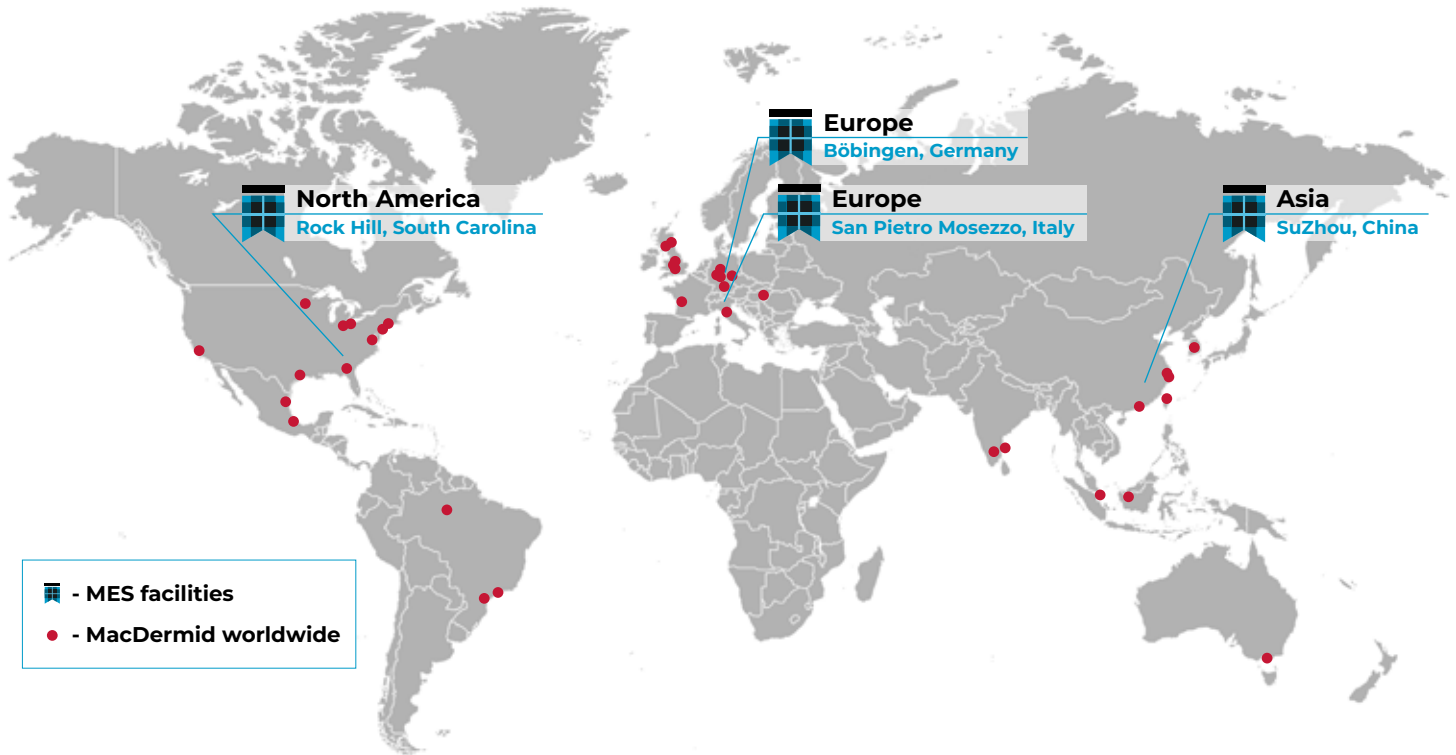 Europe
Böbingen, Germany
North America
Rock Hill, South Carolina
Europe
San Pietro Mosezzo, Italy
Asia
SuZhou, China
- MES facilities
- MacDermid worldwide